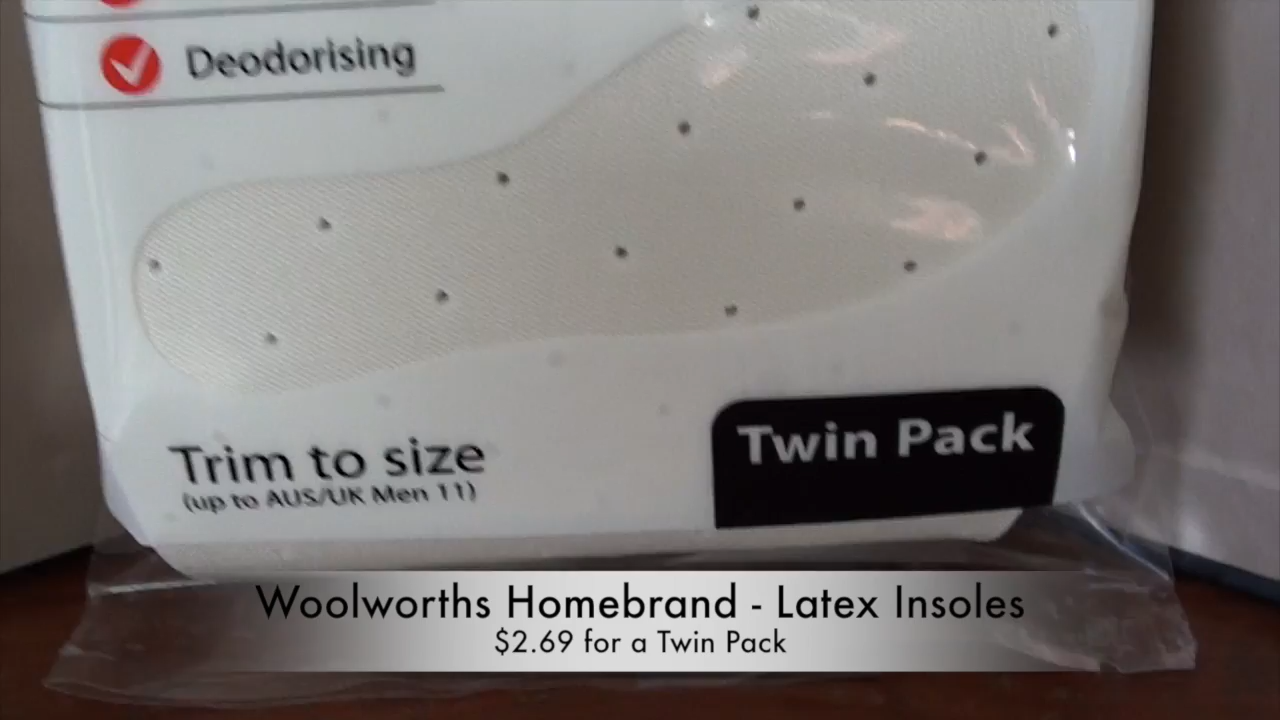 Deodorising
Trim to size
(up to AUS/UK Men 11)
Twin Pack
Woolworths Homebrand - Latex Insoles
$2.69 for a Twin Pack